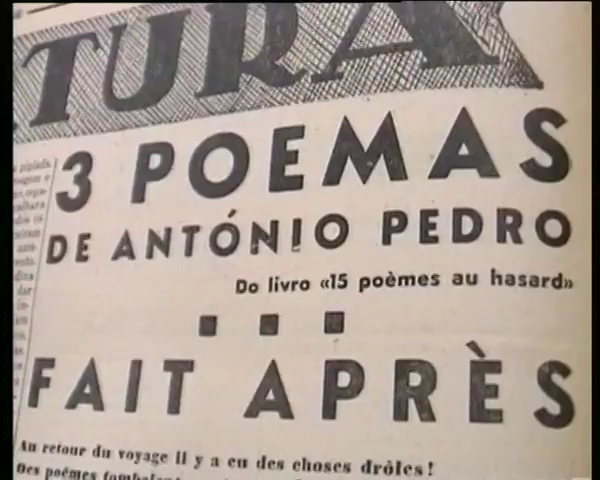 TURA
3 POEMAS
DE ANTÓNIO PEDRO
Do livro «15 poèmes au hasard»
FAIT APRÈS
Au retour du voyage il y a eu des choses drôles!
Des poémes